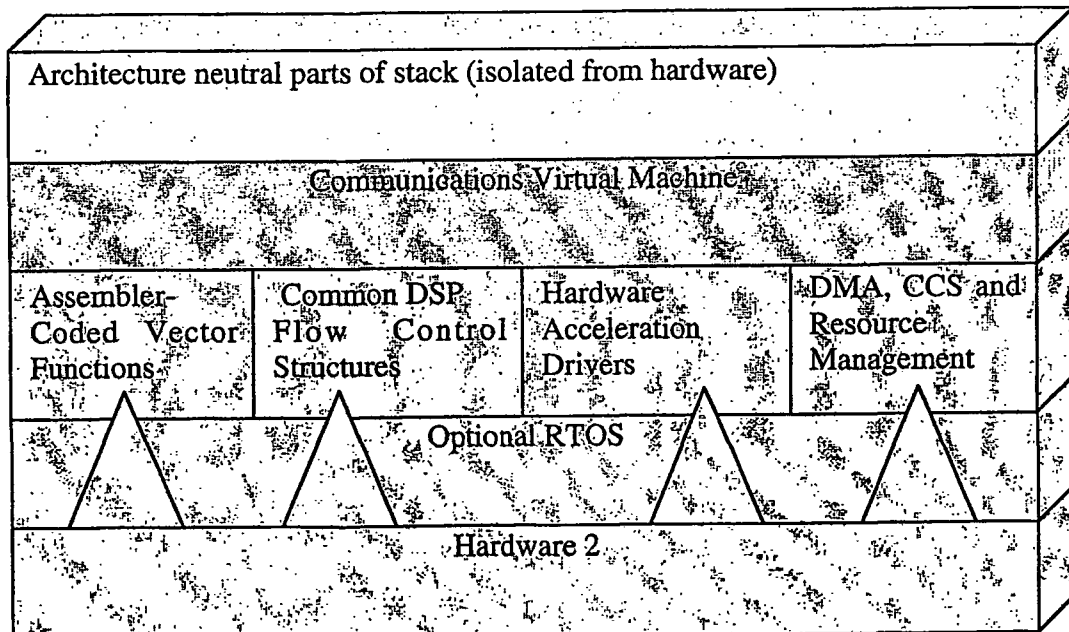 Architecture neutral parts of stack (isolated from hardware)
Communications Virtual Machine
Assembler-
Coded Vector
Functions
Common DSP
Flow Control
Structures
Hardware
Acceleration
Drivers
DMA, CCS and
Resource
Management
Optional RTOS
Hardware 2